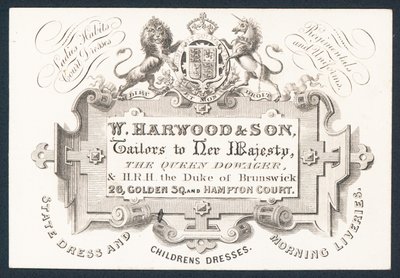 Ladies Habits
Court Dresses
Regimentals
and Uniforms.
DIEU ET MON DROIT
W. HARWOOD & SON,
Tailors to Her Majesty,
THE QUEEN DOWAGER,
& H.R.H. the Duke of Brunswick
26, GOLDEN SQ. AND HAMPTON COURT.
STATE DRESS AND
CHILDRENS DRESSES.
MORNING LIVERIES.